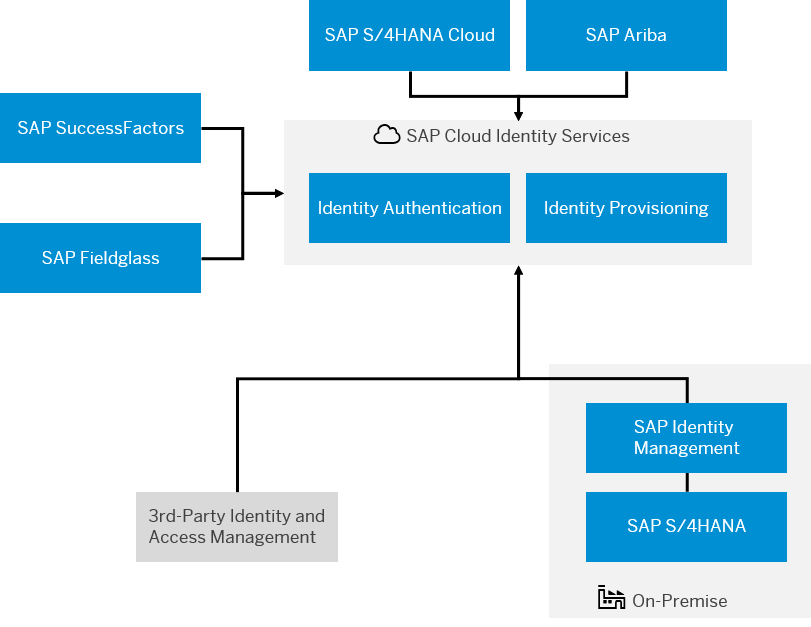 SAP S/4HANA Cloud
SAP Ariba
SAP SuccessFactors
SAP Cloud Identity Services
Identity Authentication
Identity Provisioning
SAP Fieldglass
SAP Identity
Management
3rd-Party Identity and
Access Management
SAP S/4HANA
On-Premise